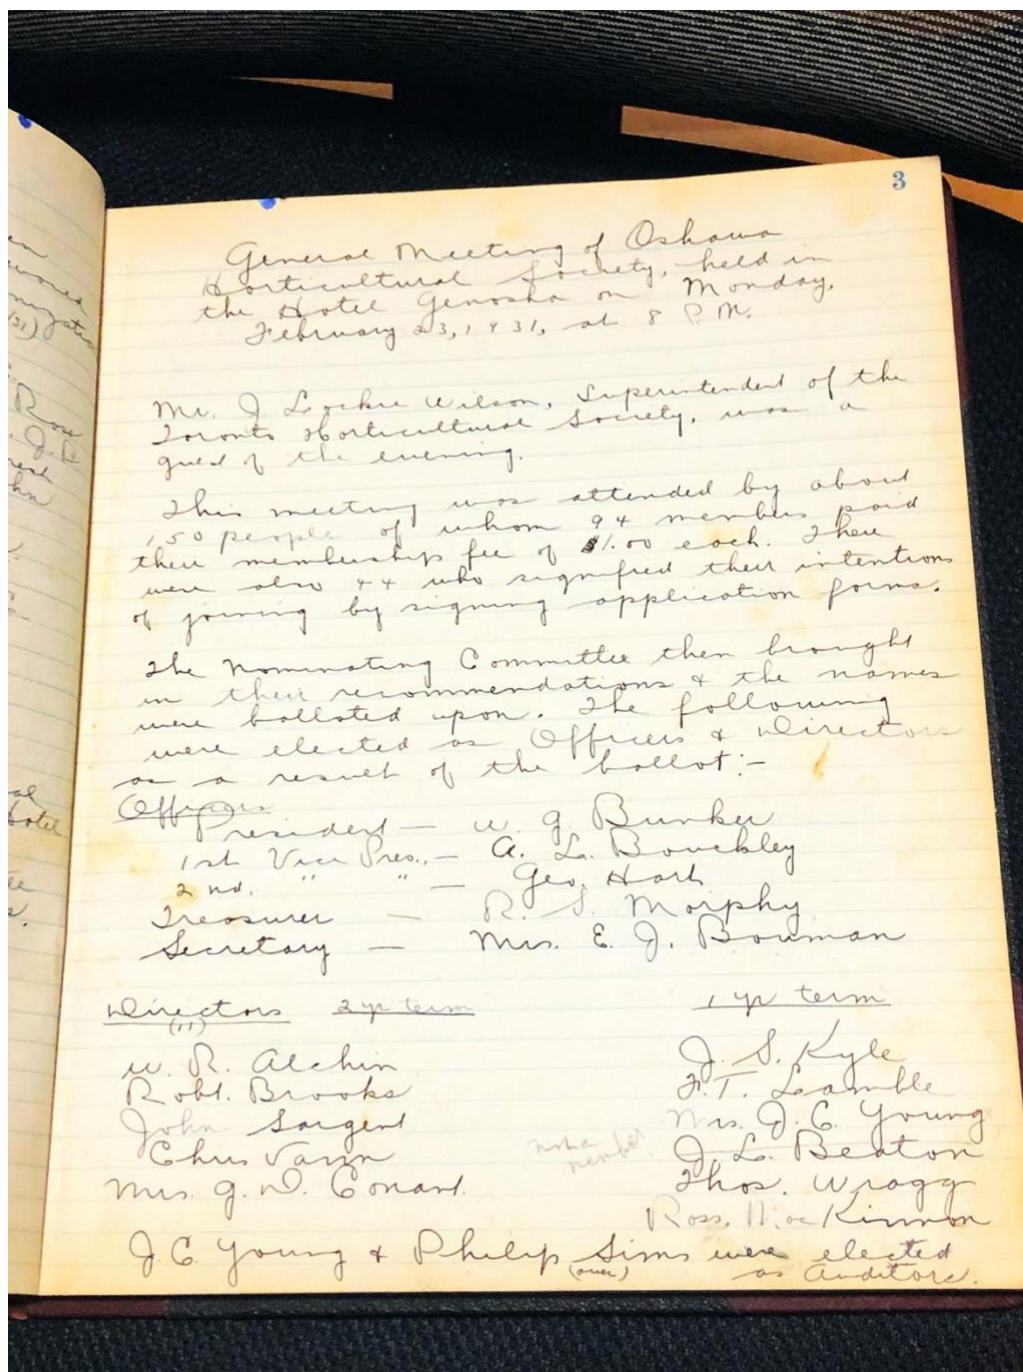 3
General Meeting of Oshawa
Horticultural Society, held in
the Hotel Genosha on Monday,
February 23, 1931, at 8 P.M.
Mr. J. Lockie Wilson, Superintendent of the
Toronto Horticultural Society, was a
guest of the evening.
This meeting was attended by about
150 people of whom 94 members paid
their membership fee of $1.00 each. There
were also 44 who signified their intentions
of joining by signing application forms.
The Nominating Committee then brought
in their recommendations & the names
were balloted upon. The following
were elected as Officers & Directors
as a result of the ballot:-
Officers
President — W. G. Bunker
1st Vice Pres., — A. L. Bouckley
2nd. " " — Geo. Hart
Treasurer — R. S. Morphy
Secretary — Mrs. E. J. Bowman
Directors 2 yr term 1 yr term
(11)
W. R. Alchin J. S. Kyle
Robt. Brooks F. T. Lamble
John Sargent Mrs. J. C. Young
Chris Vann not a member J. L. Beaton
Mrs. G. D. Conant. Thos. Wragg
Ross. MacKinnon
J. C. Young & Philip Sims were elected
(over) as Auditors.